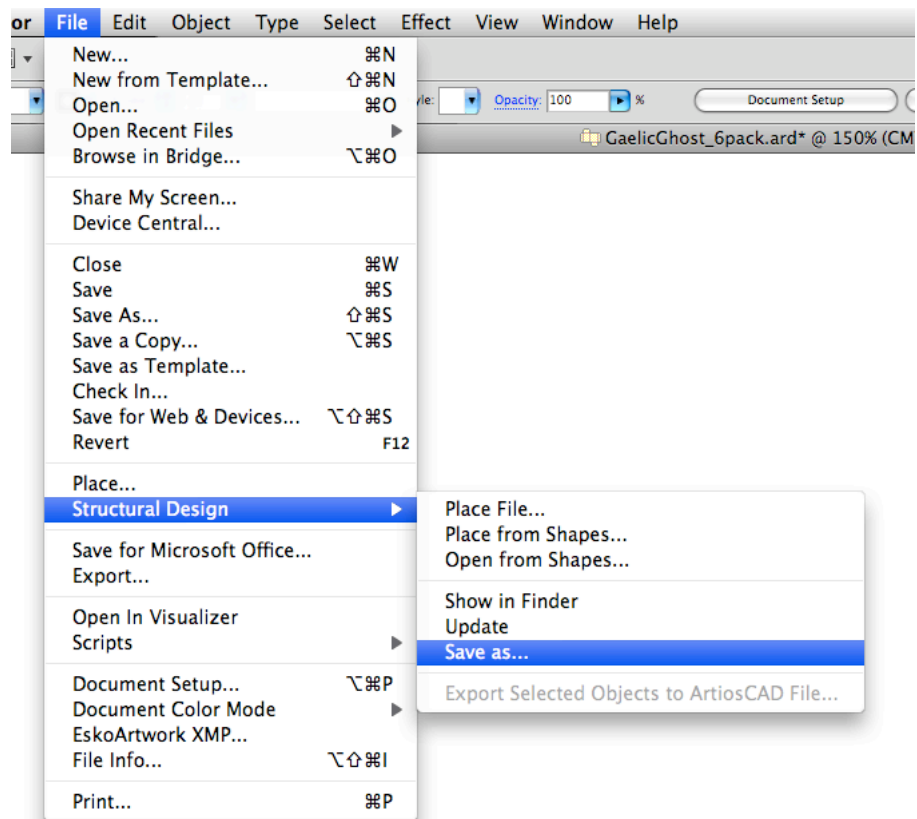 or File Edit Object Type Select Effect View Window Help
New... ⌘N
New from Template... ⇧⌘N
Open... ⌘O
Open Recent Files ▶
Browse in Bridge... ⌥⌘O
Share My Screen...
Device Central...
Close ⌘W
Save ⌘S
Save As... ⇧⌘S
Save a Copy... ⌥⌘S
Save as Template...
Check In...
Save for Web & Devices... ⌥⇧⌘S
Revert F12
Place...
Structural Design ▶
Save for Microsoft Office...
Export...
Open In Visualizer
Scripts ▶
Document Setup... ⌥⌘P
Document Color Mode ▶
EskoArtwork XMP...
File Info... ⌥⇧⌘I
Print... ⌘P
yle: Opacity: 100 % Document Setup
GaelicGhost_6pack.ard* @ 150% (CM
Place File...
Place from Shapes...
Open from Shapes...
Show in Finder
Update
Save as...
Export Selected Objects to ArtiosCAD File...